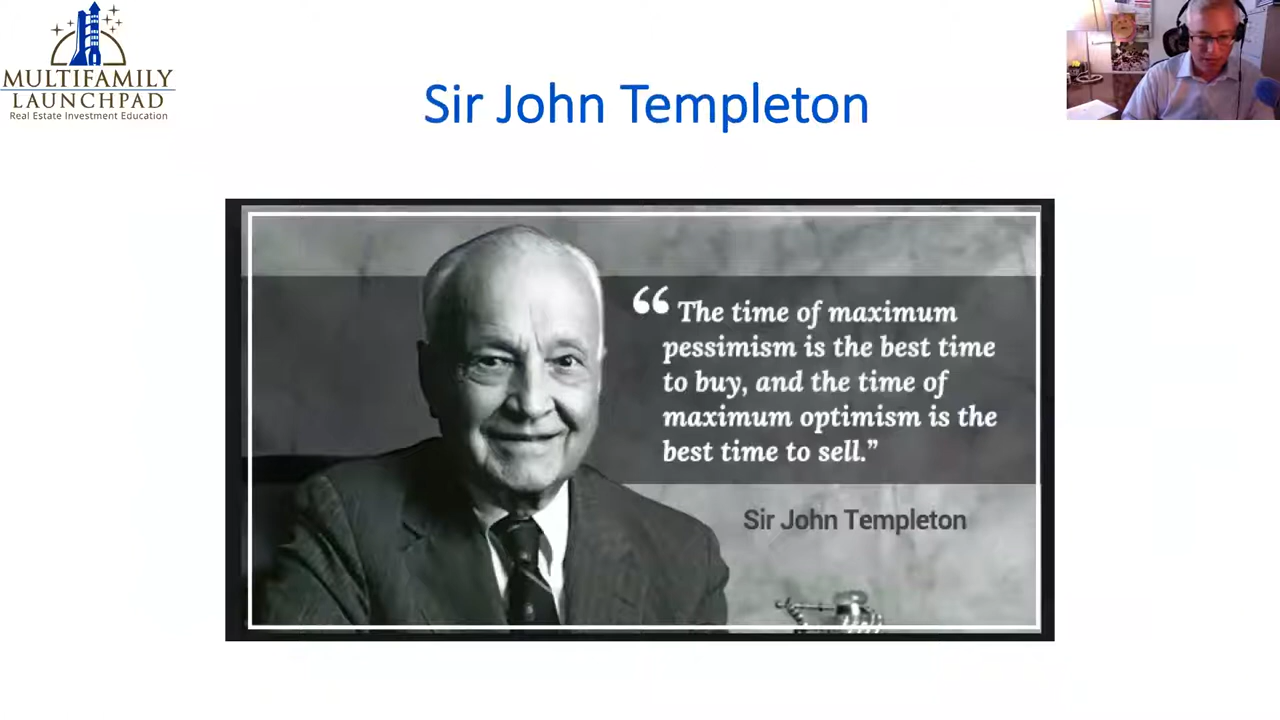 MULTIFAMILY
LAUNCHPAD
Real Estate Investment Education
Sir John Templeton
“ The time of maximum
pessimism is the best time
to buy, and the time of
maximum optimism is the
best time to sell.”
Sir John Templeton